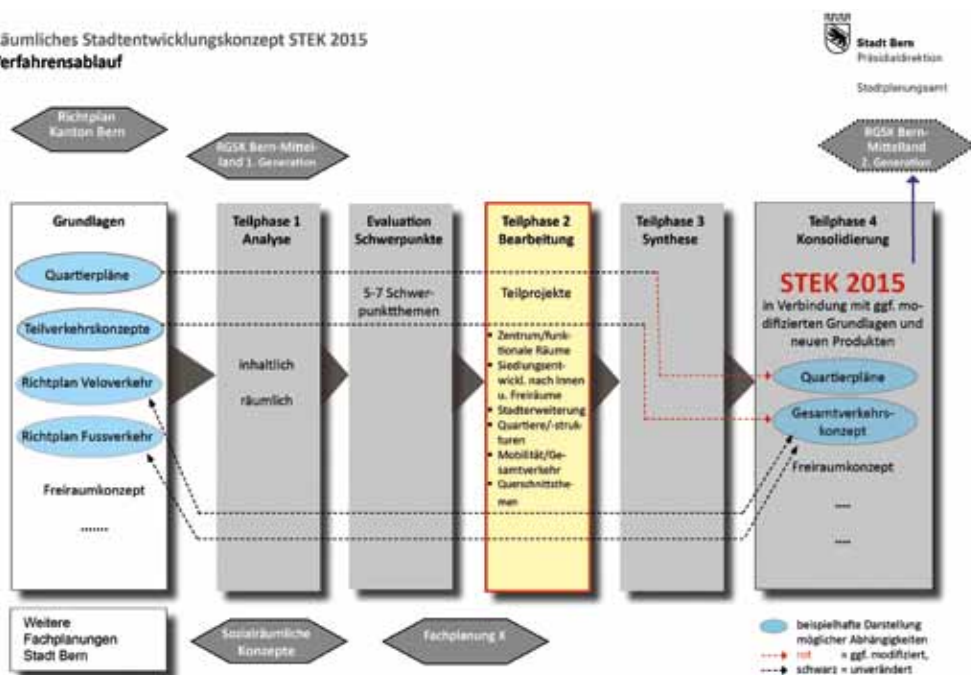 äumliches Stadtentwicklungskonzept STEK 2015
Verfahrensablauf
Stadt Bern
Präsidialdirektion
Stadtplanungsamt
Richtplan
Kanton Bern
RGSK Bern-Mittel-
land 1. Generation
RGSK Bern-
Mittelland
2. Generation
Grundlagen
Quartierpläne
Teilverkehrskonzepte
Richtplan Veloverkehr
Richtplan Fussverkehr
Freiraumkonzept
.......
Teilphase 1
Analyse
inhaltlich
räumlich
Evaluation
Schwerpunkte
5-7 Schwer-
punktthemen
Teilphase 2
Bearbeitung
Teilprojekte
• Zentrum/funk-
tionale Räume
• Siedlungsent-
wickl. nach Innen
u. Freiräume
• Stadterweiterung
• Quartiere/-struk-
turen
• Mobilität/Ge-
samtverkehr
• Querschnittsthe-
men
Teilphase 3
Synthese
Teilphase 4
Konsolidierung
STEK 2015
in Verbindung mit ggf. mo-
difizierten Grundlagen und
neuen Produkten
Quartierpläne
Gesamtverkehrs-
konzept
Freiraumkonzept
....
....
Weitere
Fachplanungen
Stadt Bern
Sozialräumliche
Konzepte
Fachplanung X
beispielhafte Darstellung
möglicher Abhängigkeiten
rot = ggf. modifiziert,
schwarz = unverändert